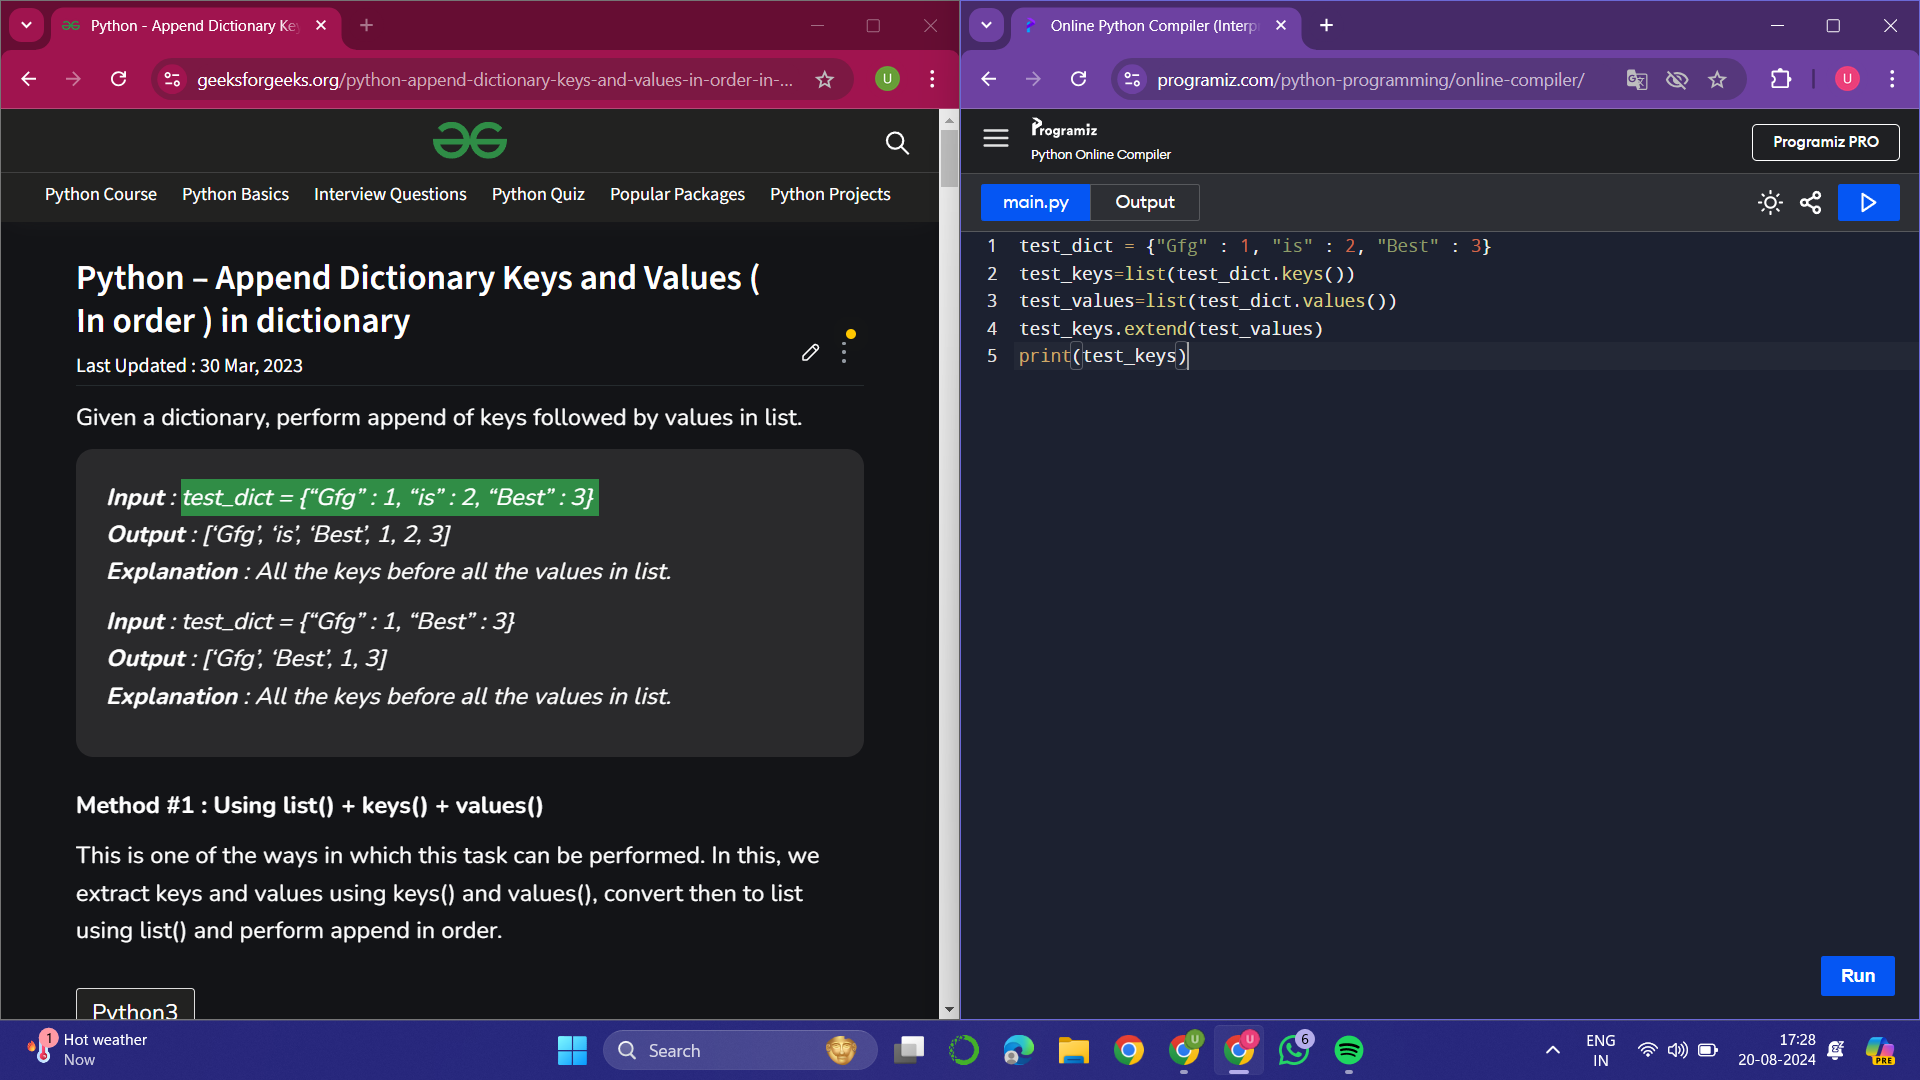 Python - Append Dictionary Ke
geeksforgeeks.org/python-append-dictionary-keys-and-values-in-order-in-...
U
Python Course Python Basics Interview Questions Python Quiz Popular Packages Python Projects
Python – Append Dictionary Keys and Values (
In order ) in dictionary
Last Updated : 30 Mar, 2023
Given a dictionary, perform append of keys followed by values in list.
Input : test_dict = {“Gfg” : 1, “is” : 2, “Best” : 3}
Output : [‘Gfg’, ‘is’, ‘Best’, 1, 2, 3]
Explanation : All the keys before all the values in list.
Input : test_dict = {“Gfg” : 1, “Best” : 3}
Output : [‘Gfg’, ‘Best’, 1, 3]
Explanation : All the keys before all the values in list.
Method #1 : Using list() + keys() + values()
This is one of the ways in which this task can be performed. In this, we
extract keys and values using keys() and values(), convert then to list
using list() and perform append in order.
Python3
Online Python Compiler (Interp
programiz.com/python-programming/online-compiler/
U
Programiz
Python Online Compiler
Programiz PRO
main.py Output
1 test_dict = {"Gfg" : 1, "is" : 2, "Best" : 3}
2 test_keys=list(test_dict.keys())
3 test_values=list(test_dict.values())
4 test_keys.extend(test_values)
5 print(test_keys)
Run
1
Hot weather
Now
Search
U
U
6
ENG
IN
17:28
20-08-2024
PRE